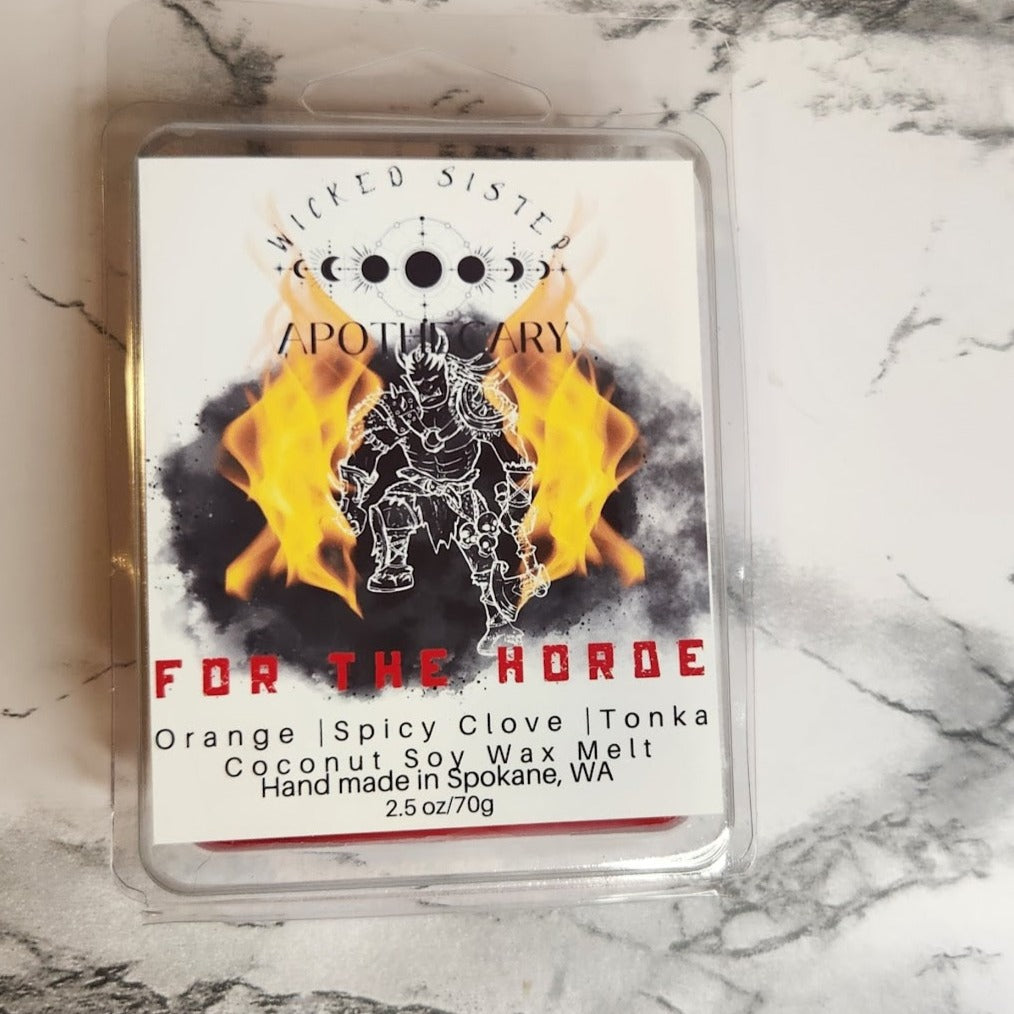 WICKED SISTER
APOTHECARY
FOR THE HORDE
Orange |Spicy Clove |Tonka
Coconut Soy Wax Melt
Hand made in Spokane, WA
2.5 oz/70g